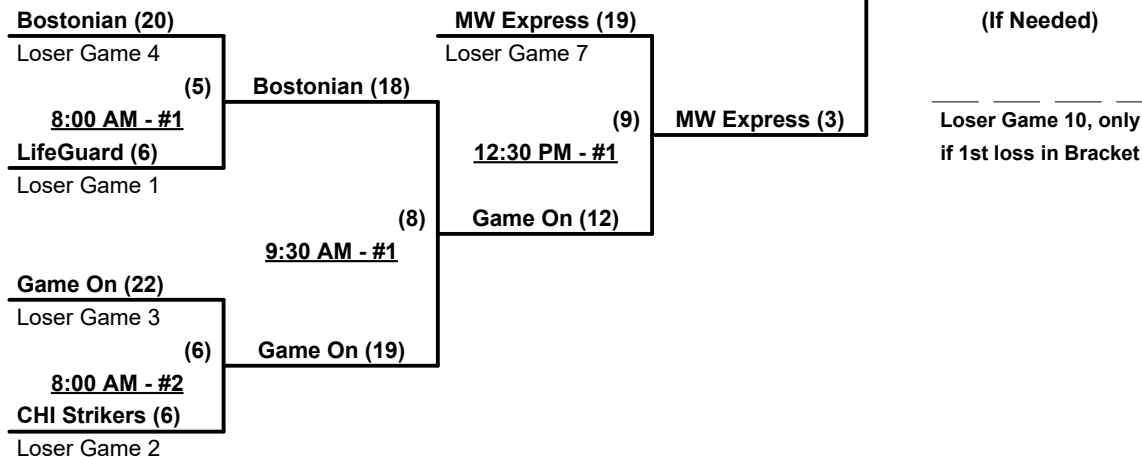 Bostonian (20)
MW Express (19)
(If Needed)
Loser Game 4
Loser Game 7
(5)
Bostonian (18)
8:00 AM - #1
(9)
MW Express (3)
Loser Game 10, only
LifeGuard (6)
12:30 PM - #1
if 1st loss in Bracket
Loser Game 1
(8)
Game On (12)
9:30 AM - #1
Game On (22)
Loser Game 3
(6)
Game On (19)
8:00 AM - #2
CHI Strikers (6)
Loser Game 2